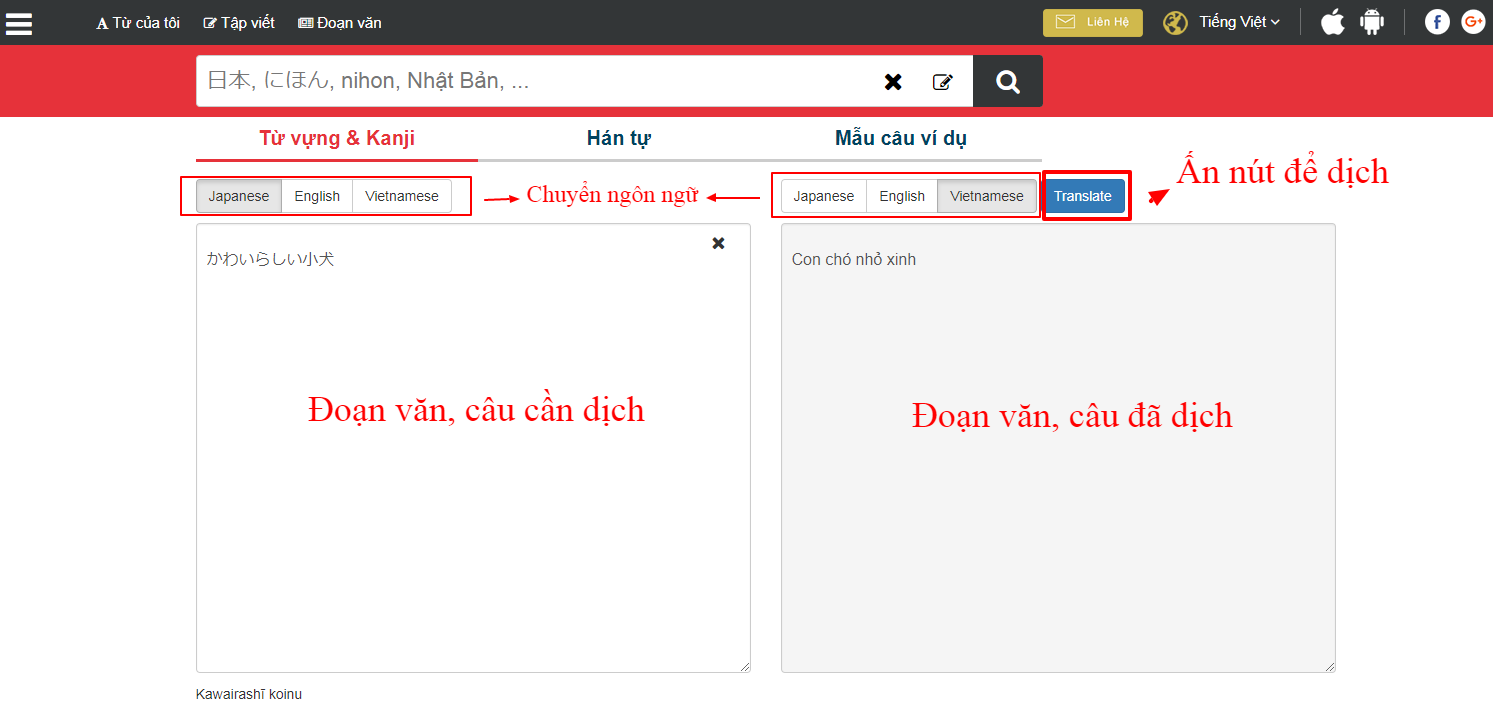 Từ của tôi Tập viết Đoạn văn Liên Hệ Tiếng Việt
日本, にほん, nihon, Nhật Bản, ...
Từ vựng & Kanji Hán tự Mẫu câu ví dụ
Ấn nút để dịch
Japanese English Vietnamese Chuyển ngôn ngữ Japanese English Vietnamese Translate
かわいらしい小犬
Con chó nhỏ xinh
Đoạn văn, câu cần dịch
Đoạn văn, câu đã dịch
Kawairashī koinu